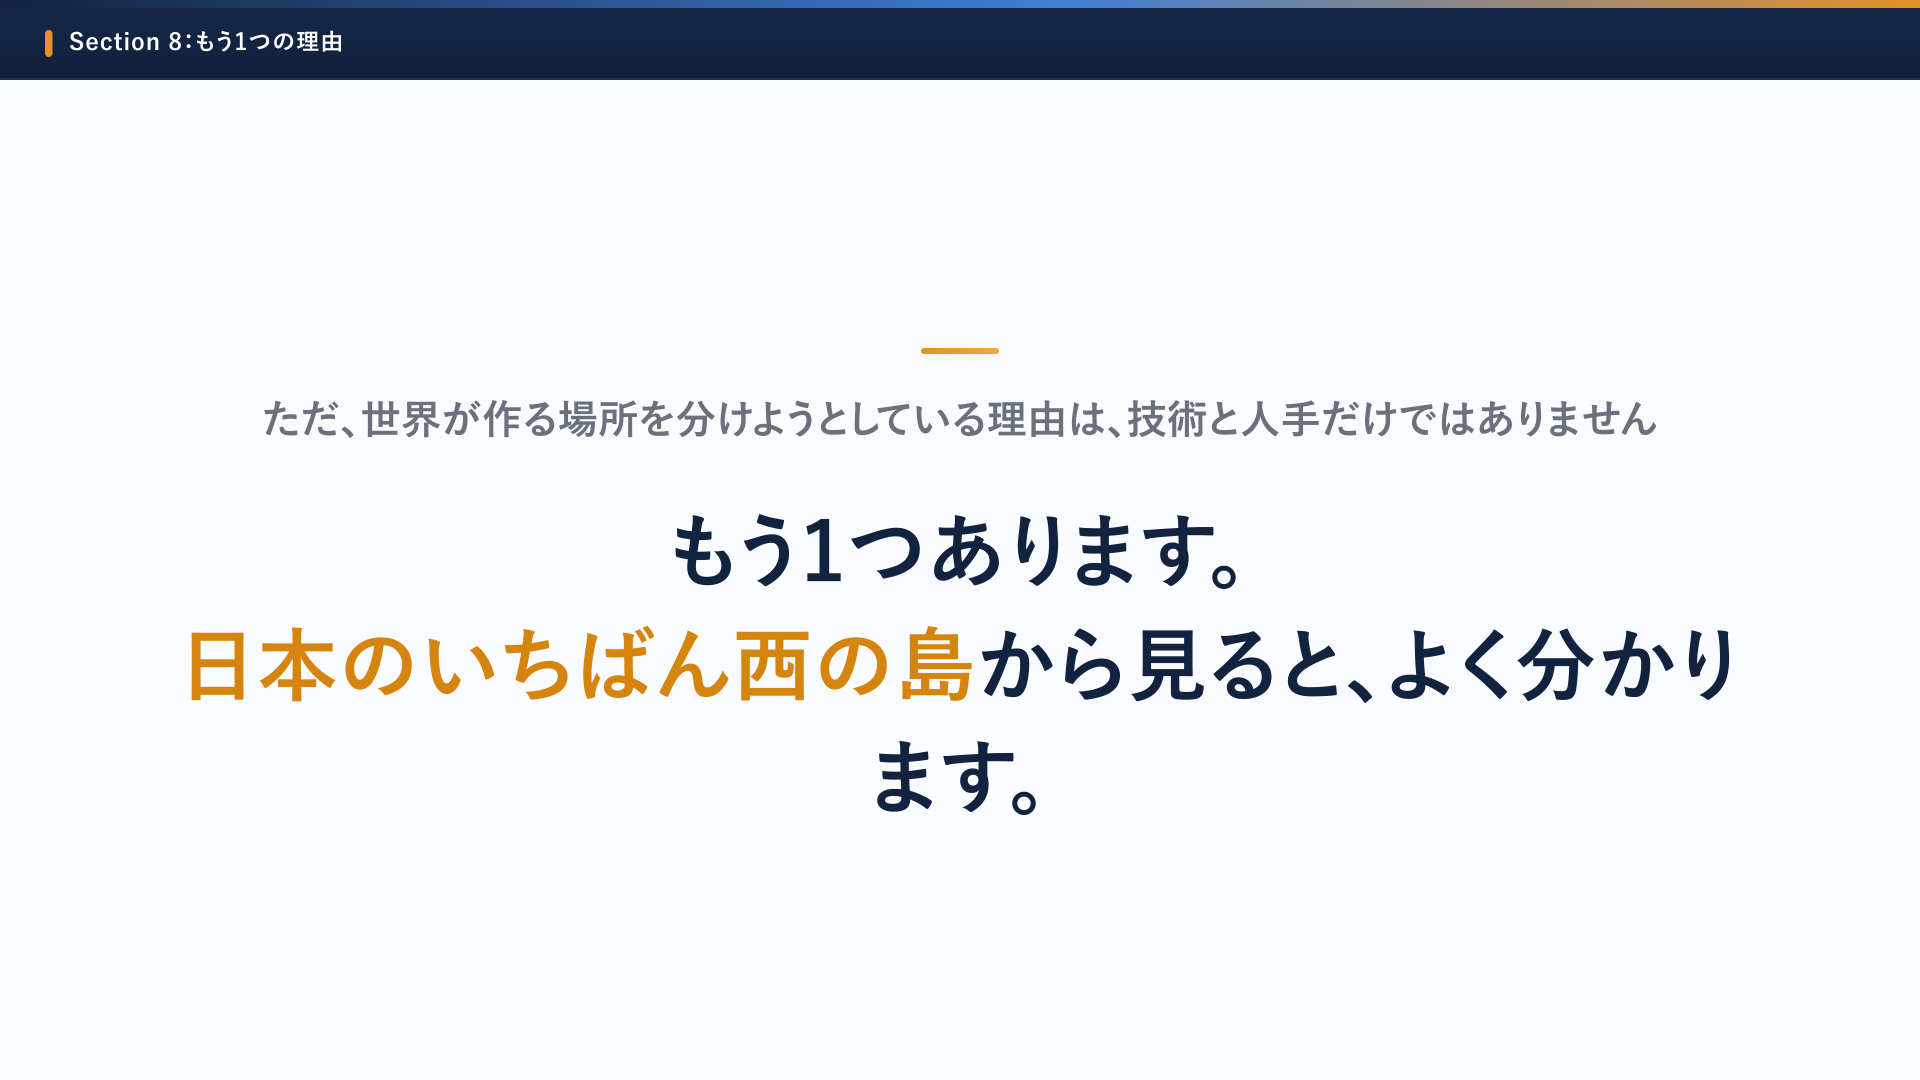 Section 8：もう1つの理由
ただ、世界が作る場所を分けようとしている理由は、技術と人手だけではありません
もう1つあります。
日本のいちばん西の島から見ると、よく分かり
ます。